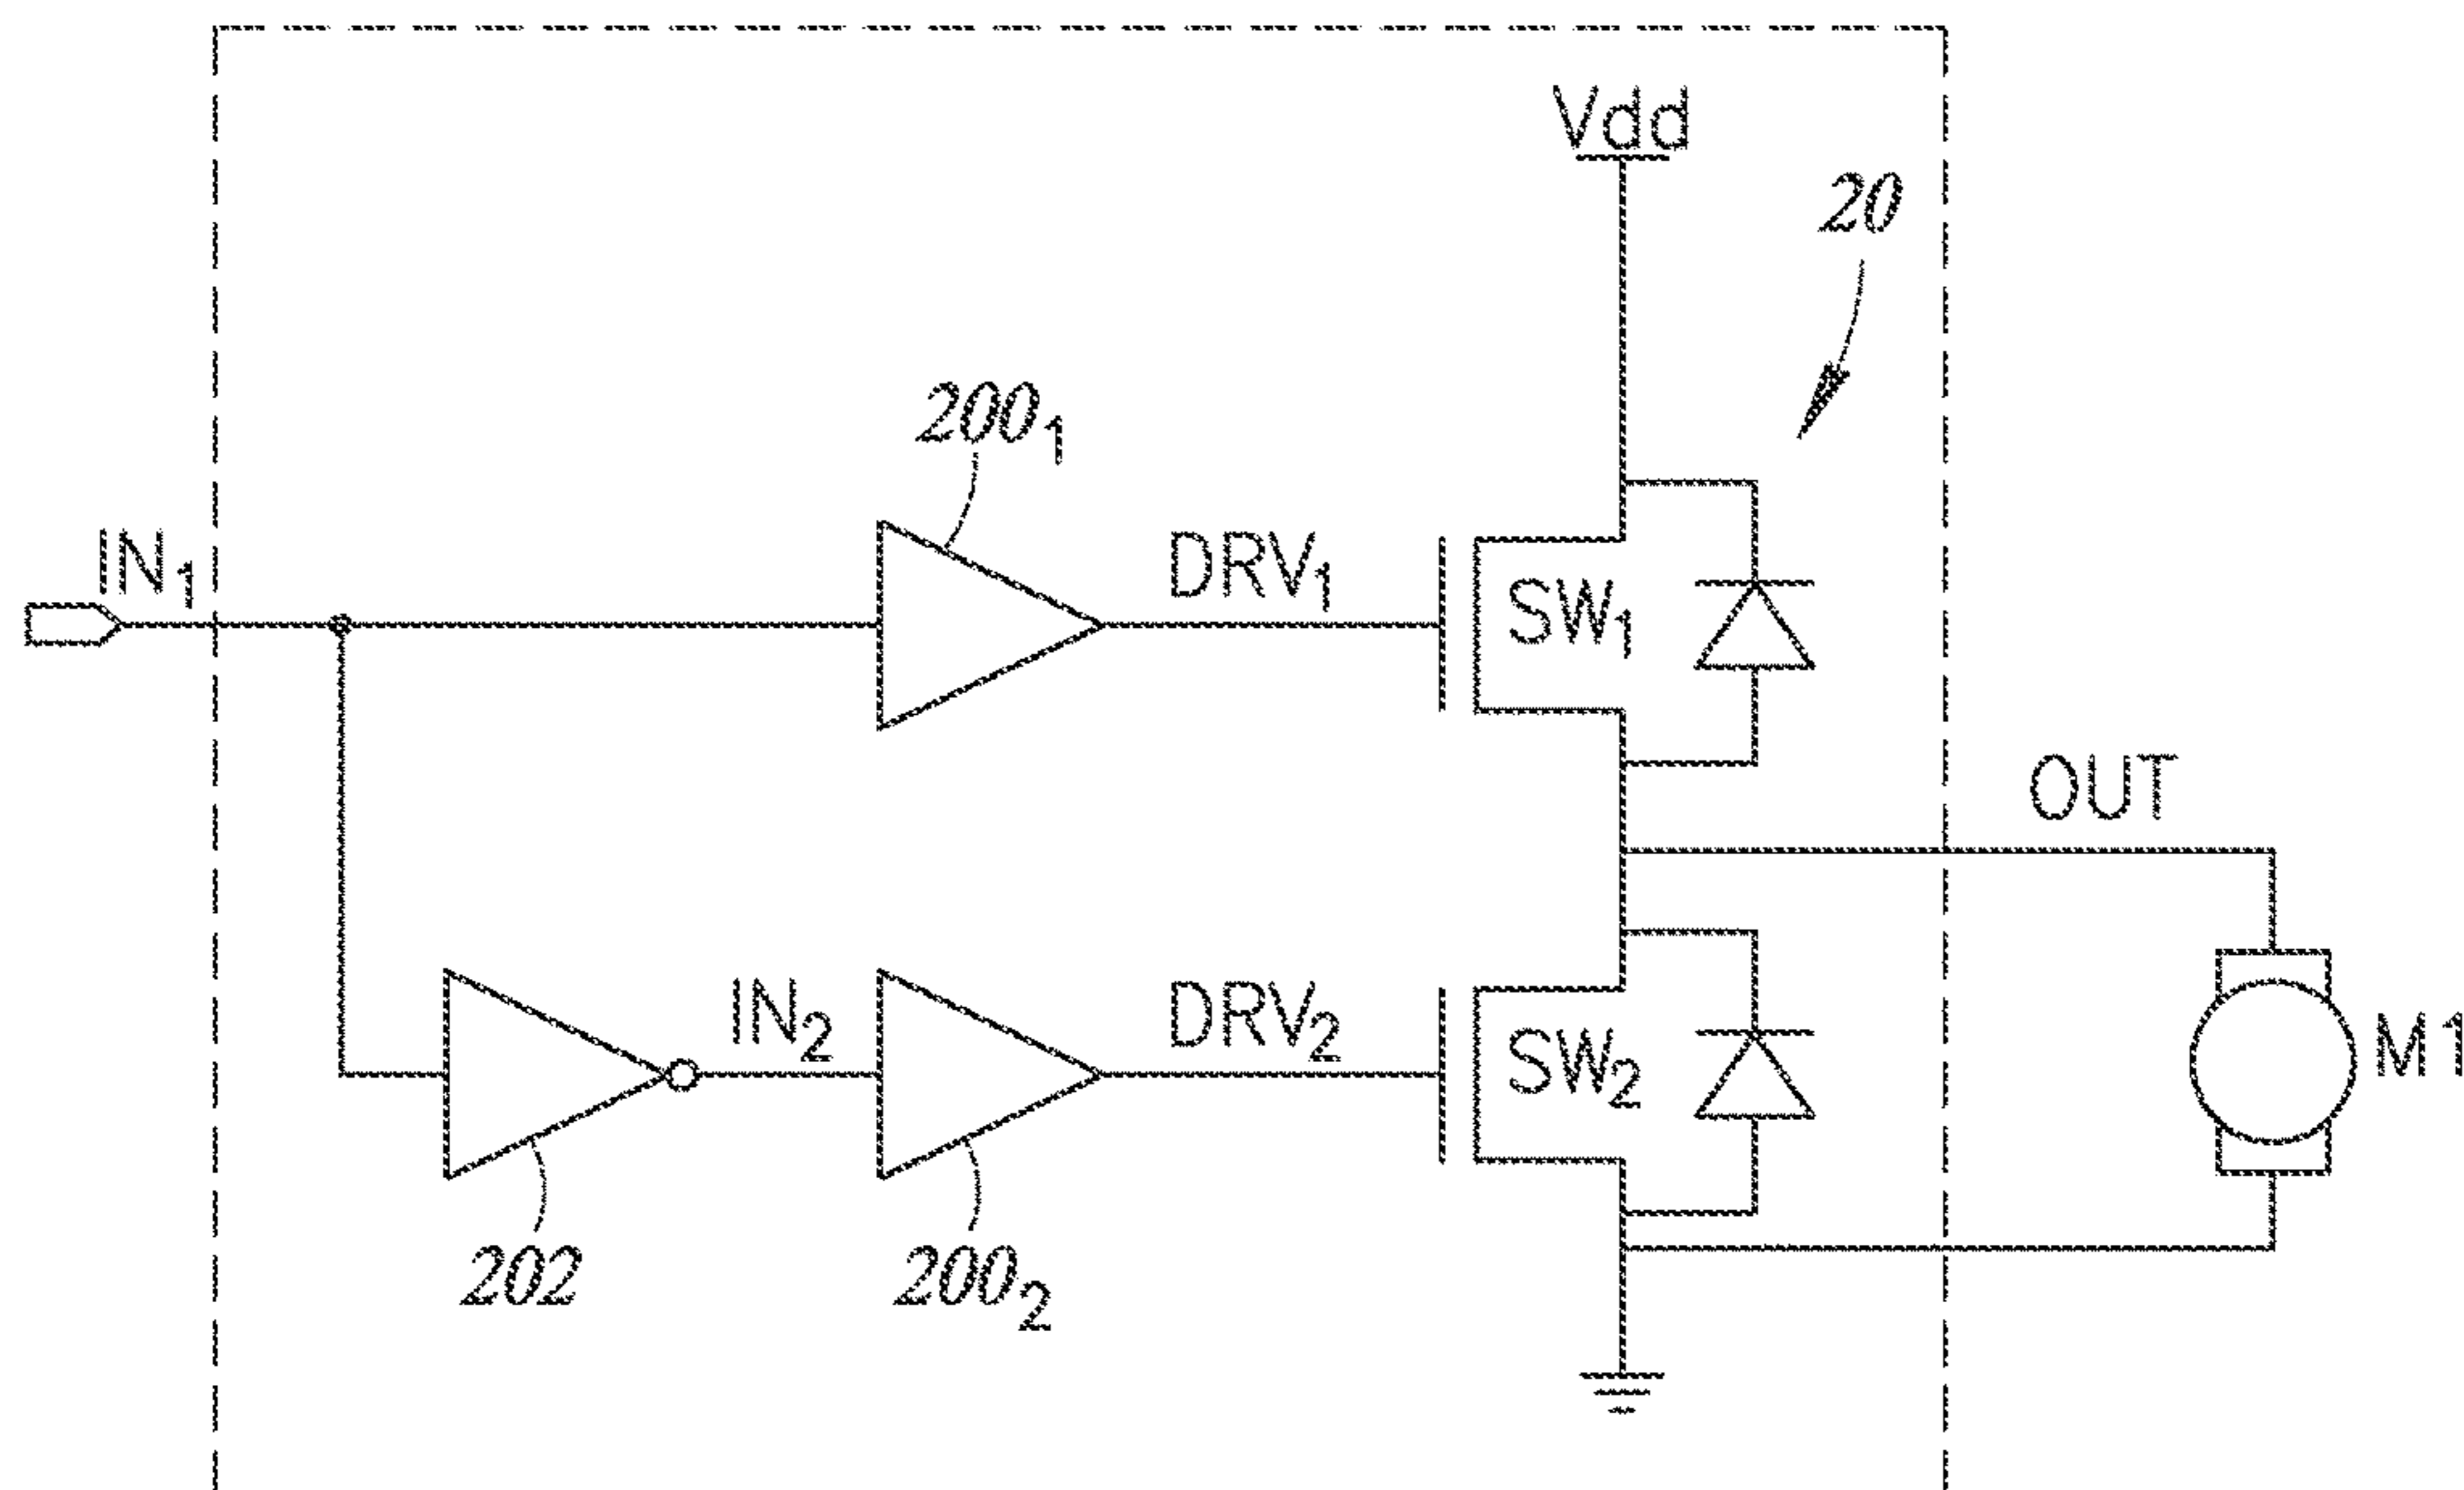 Vdd
20
200₁
IN₁
DRV₁
SW₁
OUT
IN₂
DRV₂
SW₂
M1
202
200₂